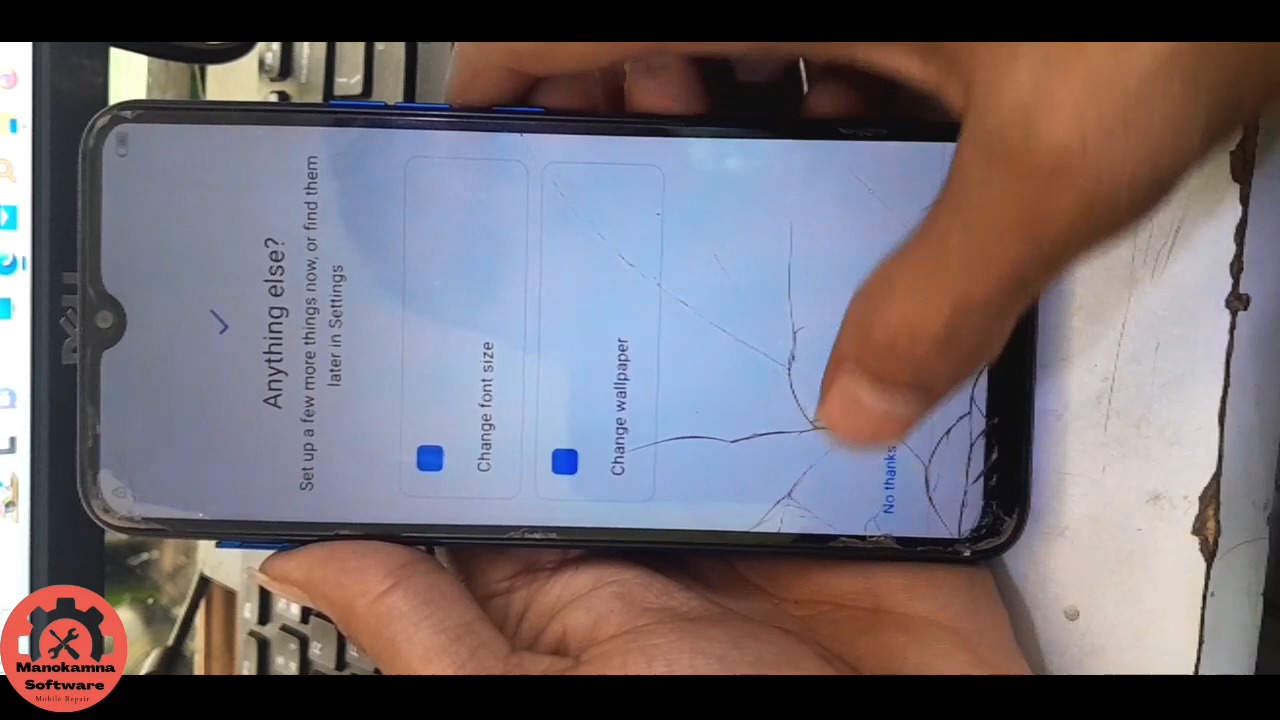 Anything else?
Set up a few more things now, or find them
later in Settings
Change font size
Change wallpaper
No thanks
DELL
Manokamna
Software
Mobile Repair